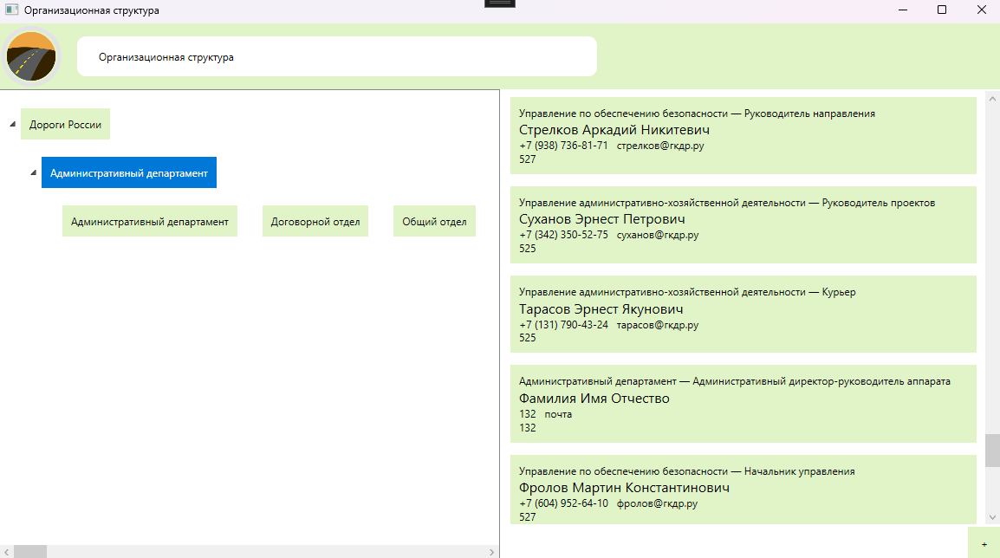 Организационная структура
Организационная структура
Дороги России
Административный департамент
Административный департамент Договорной отдел Общий отдел
Управление по обеспечению безопасности — Руководитель направления
Стрелков Аркадий Никитевич
+7 (938) 736-81-71 стрелков@гкдр.ру
527
Управление административно-хозяйственной деятельности — Руководитель проектов
Суханов Эрнест Петрович
+7 (342) 350-52-75 суханов@гкдр.ру
525
Управление административно-хозяйственной деятельности — Курьер
Тарасов Эрнест Якунович
+7 (131) 790-43-24 тарасов@гкдр.ру
525
Административный департамент — Административный директор-руководитель аппарата
Фамилия Имя Отчество
132 почта
132
Управление по обеспечению безопасности — Начальник управления
Фролов Мартин Константинович
+7 (604) 952-64-10 фролов@гкдр.ру
527
+